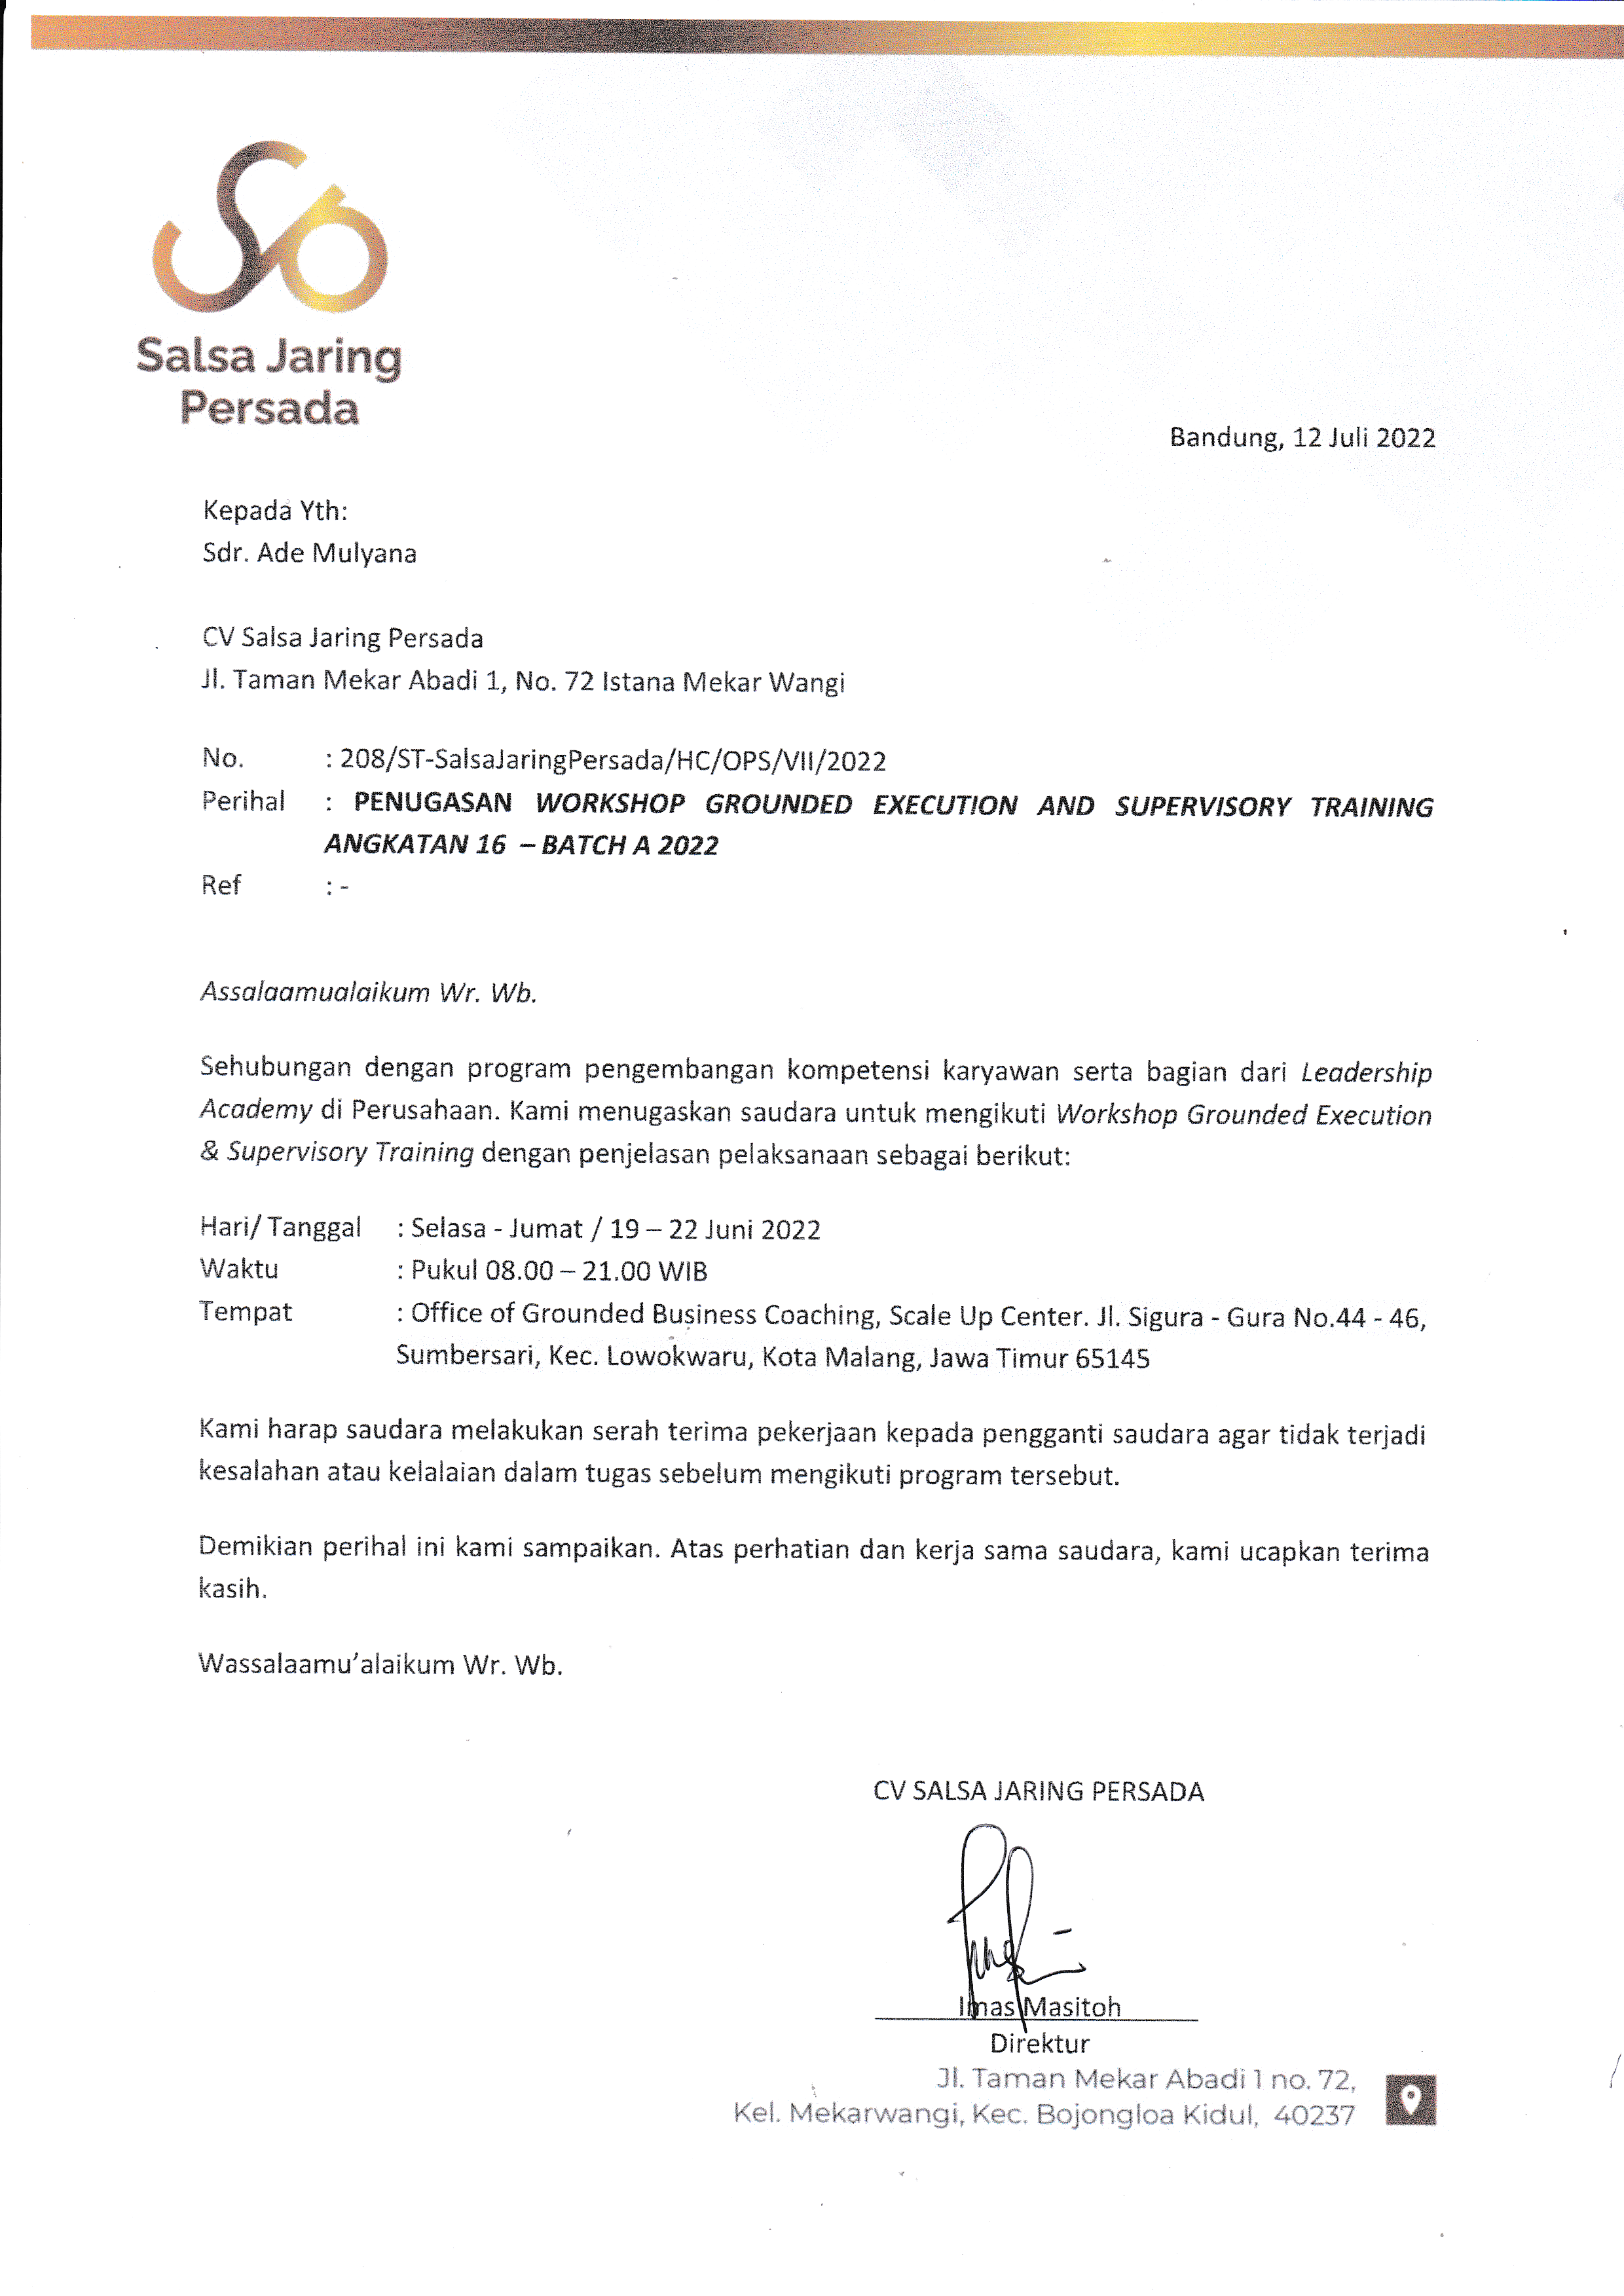 Salsa Jaring
Persada
Bandung, 12 Juli 2022
Kepada Yth:
Sdr. Ade Mulyana
CV Salsa Jaring Persada
Jl. Taman Mekar Abadi 1, No. 72 Istana Mekar Wangi
No. : 208/ST-SalsaJaringPersada/HC/OPS/VII/2022
Perihal : PENUGASAN WORKSHOP GROUNDED EXECUTION AND SUPERVISORY TRAINING
ANGKATAN 16 – BATCH A 2022
Ref : -
Assalaamualaikum Wr. Wb.
Sehubungan dengan program pengembangan kompetensi karyawan serta bagian dari Leadership
Academy di Perusahaan. Kami menugaskan saudara untuk mengikuti Workshop Grounded Execution
& Supervisory Training dengan penjelasan pelaksanaan sebagai berikut:
Hari/ Tanggal : Selasa - Jumat / 19 – 22 Juni 2022
Waktu : Pukul 08.00 – 21.00 WIB
Tempat : Office of Grounded Business Coaching, Scale Up Center. Jl. Sigura - Gura No.44 - 46,
Sumbersari, Kec. Lowokwaru, Kota Malang, Jawa Timur 65145
Kami harap saudara melakukan serah terima pekerjaan kepada pengganti saudara agar tidak terjadi
kesalahan atau kelalaian dalam tugas sebelum mengikuti program tersebut.
Demikian perihal ini kami sampaikan. Atas perhatian dan kerja sama saudara, kami ucapkan terima
kasih.
Wassalaamu’alaikum Wr. Wb.
CV SALSA JARING PERSADA
Imas Masitoh
Direktur
Jl. Taman Mekar Abadi 1 no. 72,
Kel. Mekarwangi, Kec. Bojongloa Kidul, 40237